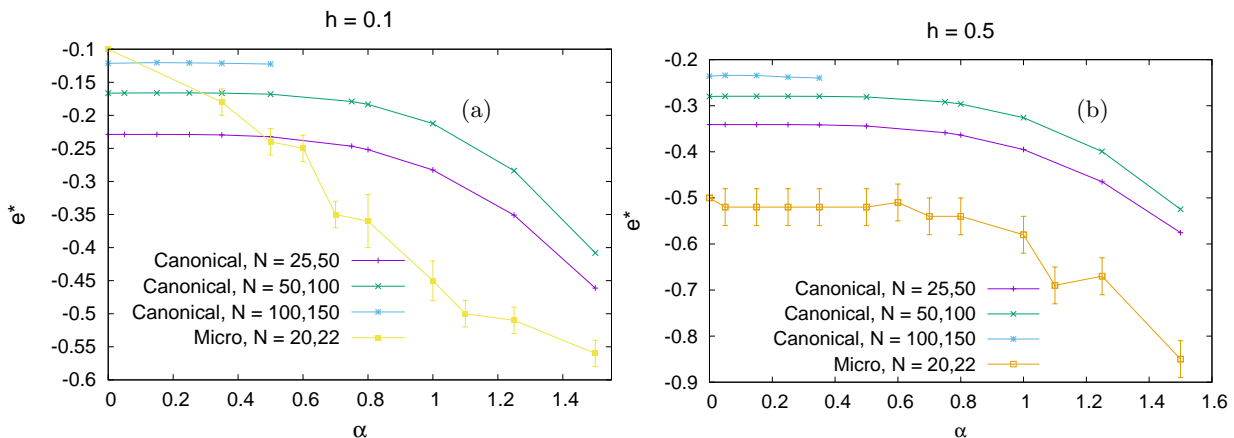 h = 0.1
-0.1
-0.15
-0.2
-0.25
-0.3
-0.35
-0.4
-0.45
-0.5
-0.55
-0.6
e*
(a)
Canonical, N = 25,50
Canonical, N = 50,100
Canonical, N = 100,150
Micro, N = 20,22
0 0.2 0.4 0.6 0.8 1 1.2 1.4
α
h = 0.5
-0.2
-0.3
-0.4
-0.5
-0.6
-0.7
-0.8
-0.9
e*
(b)
Canonical, N = 25,50
Canonical, N = 50,100
Canonical, N = 100,150
Micro, N = 20,22
0 0.2 0.4 0.6 0.8 1 1.2 1.4 1.6
α